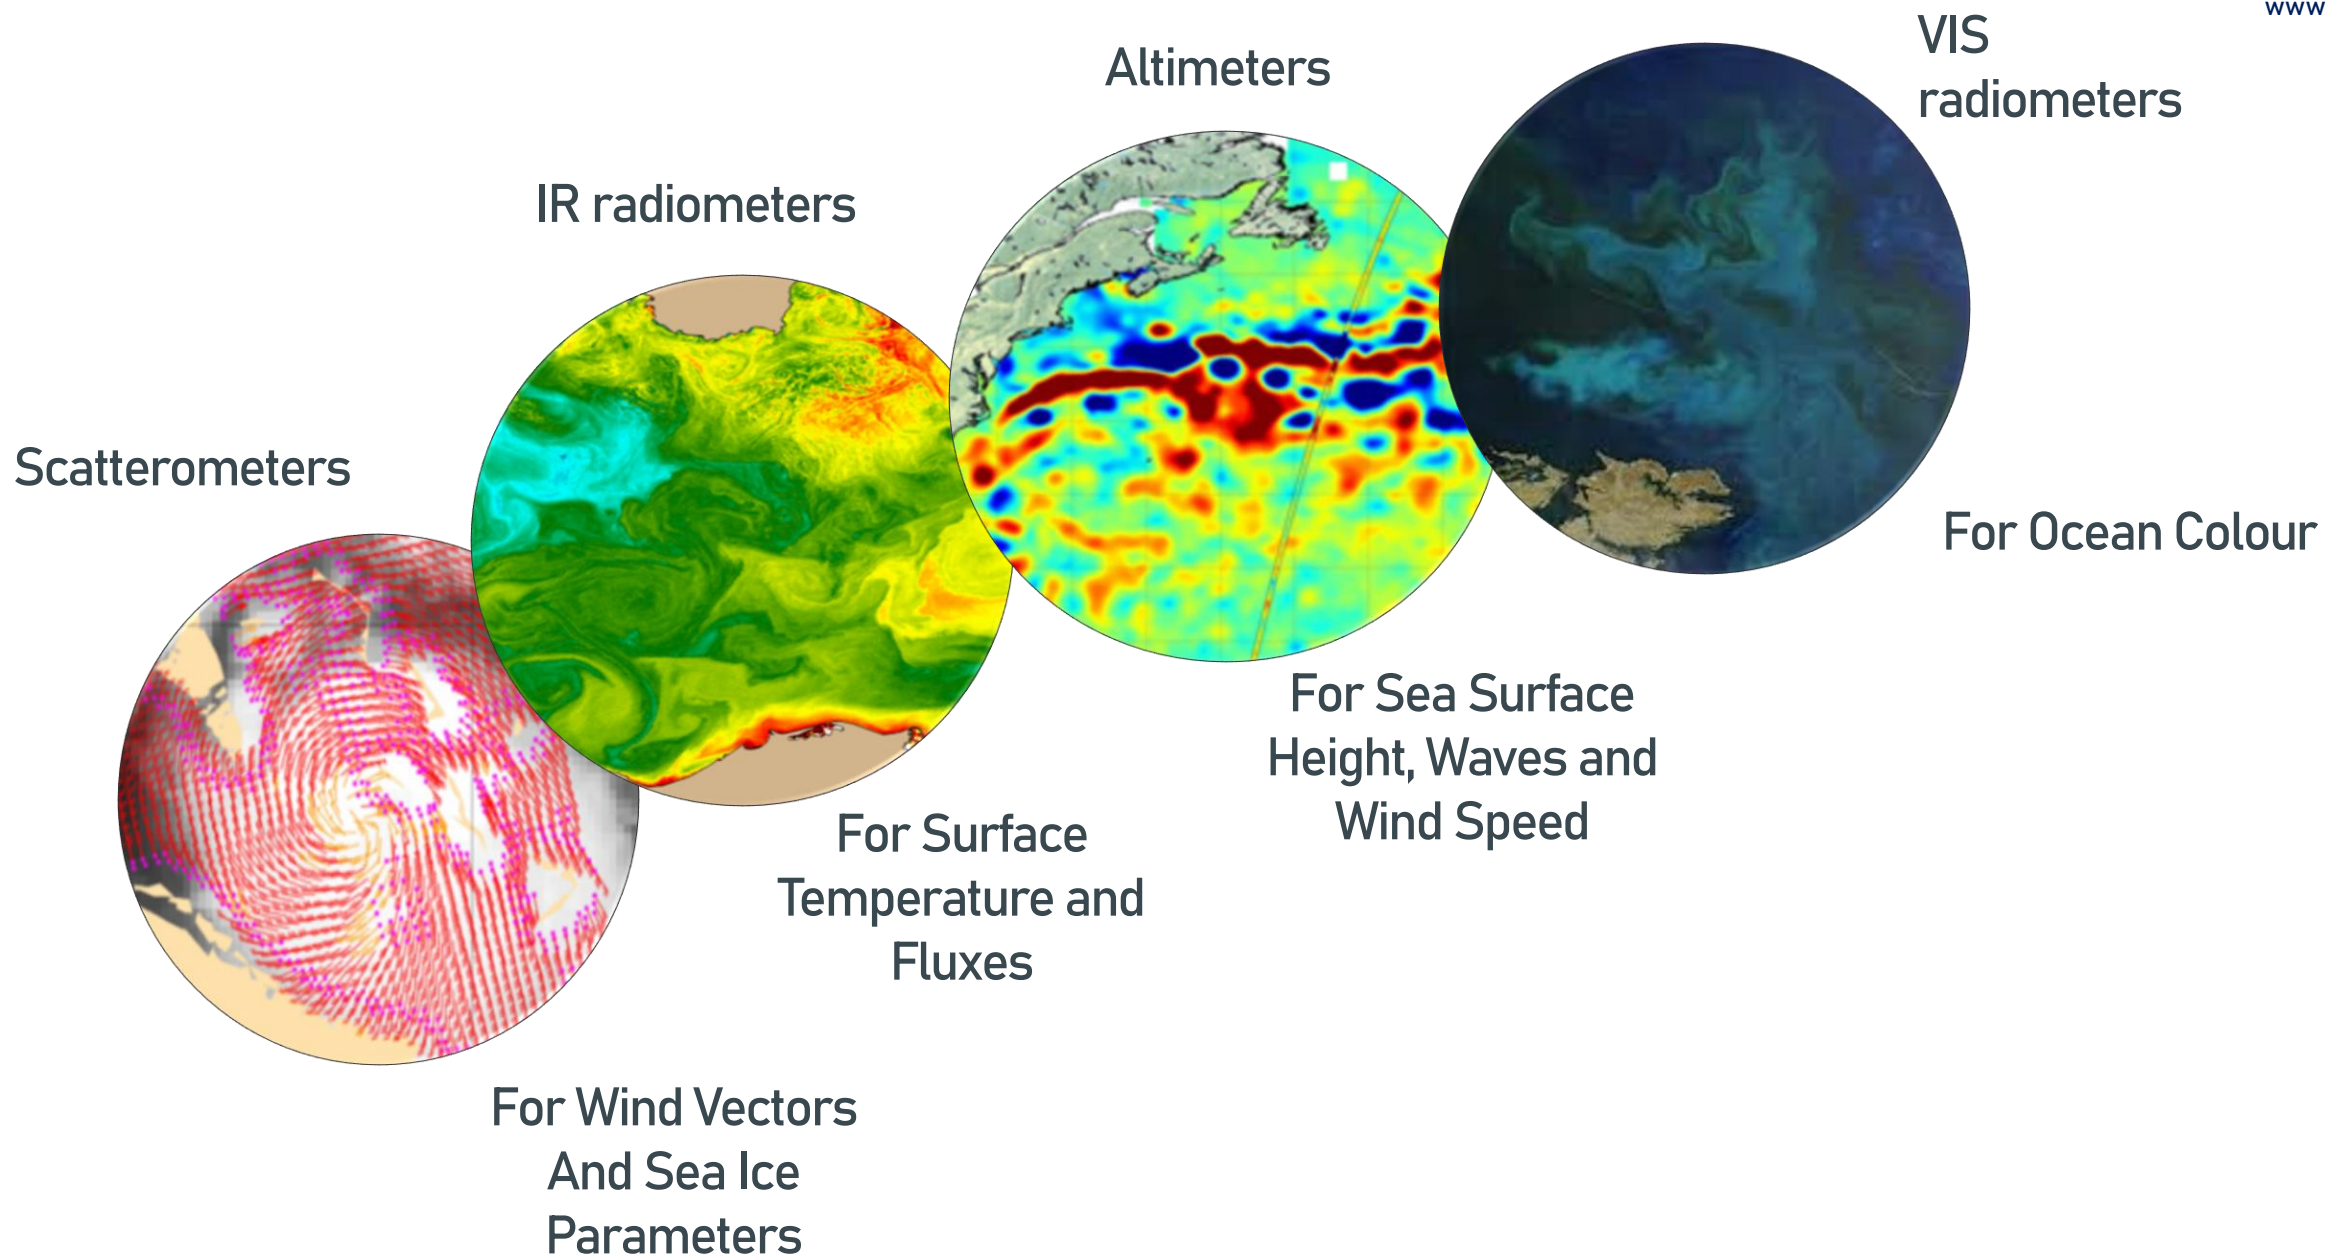 www
VIS
radiometers
Altimeters
IR radiometers
Scatterometers
For Ocean Colour
For Sea Surface
Height, Waves and
Wind Speed
For Surface
Temperature and
Fluxes
For Wind Vectors
And Sea Ice
Parameters